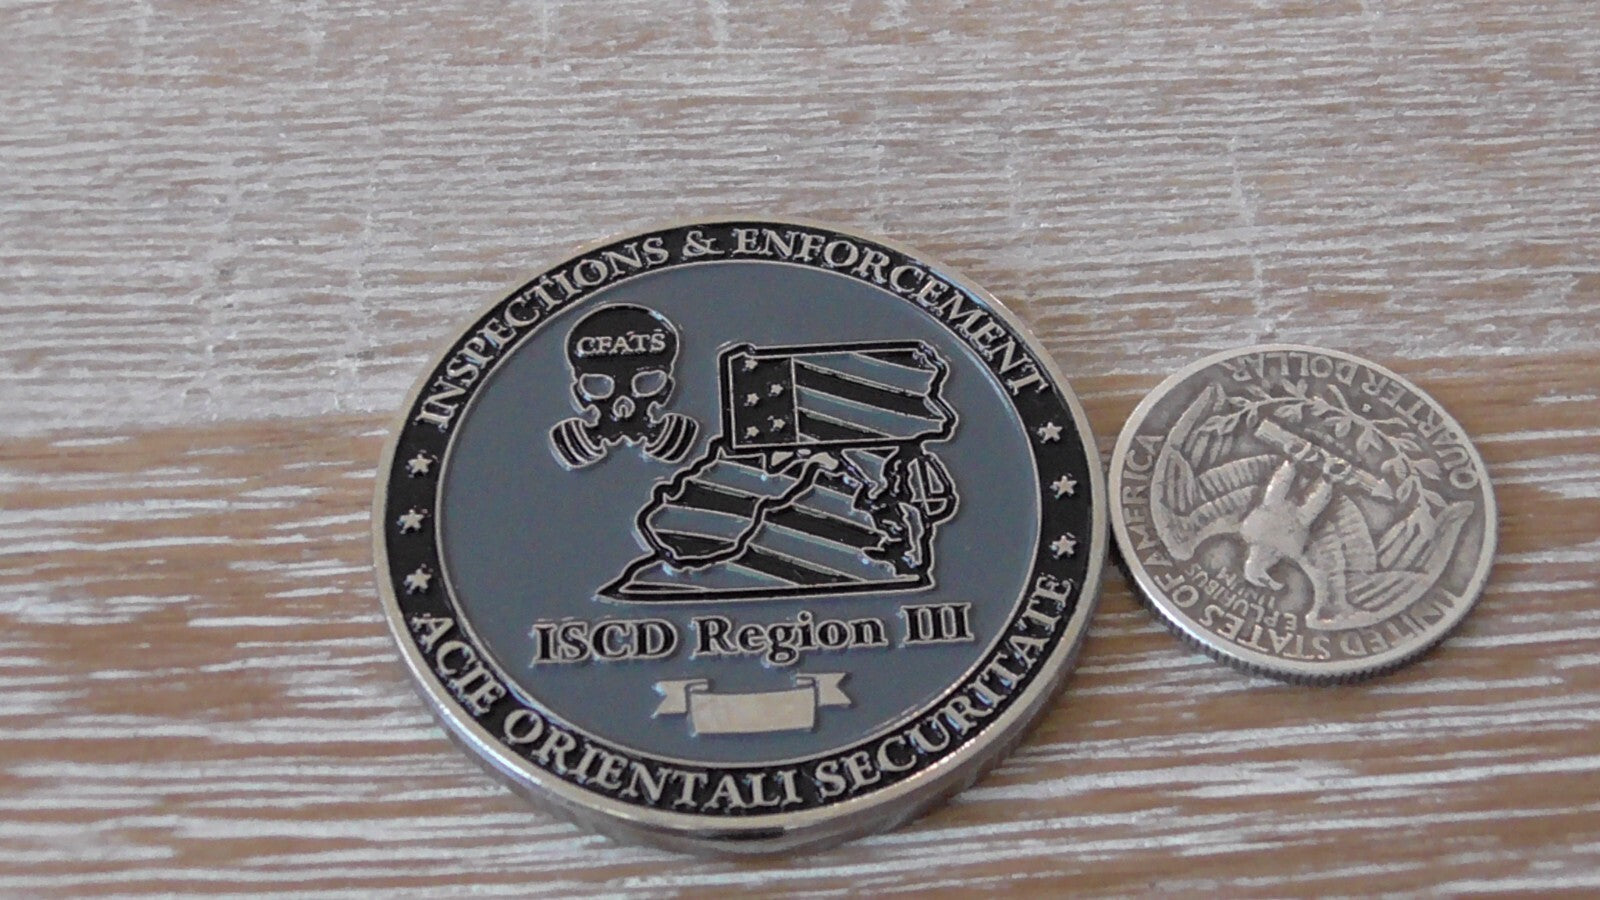 INSPECTIONS & ENFORCEMENT
CFATS
ISCD Region III
ACIE ORIENTALI SECURITATE
UNITED STATES OF AMERICA
E PLURIBUS
UNUM
QUARTER DOLLAR